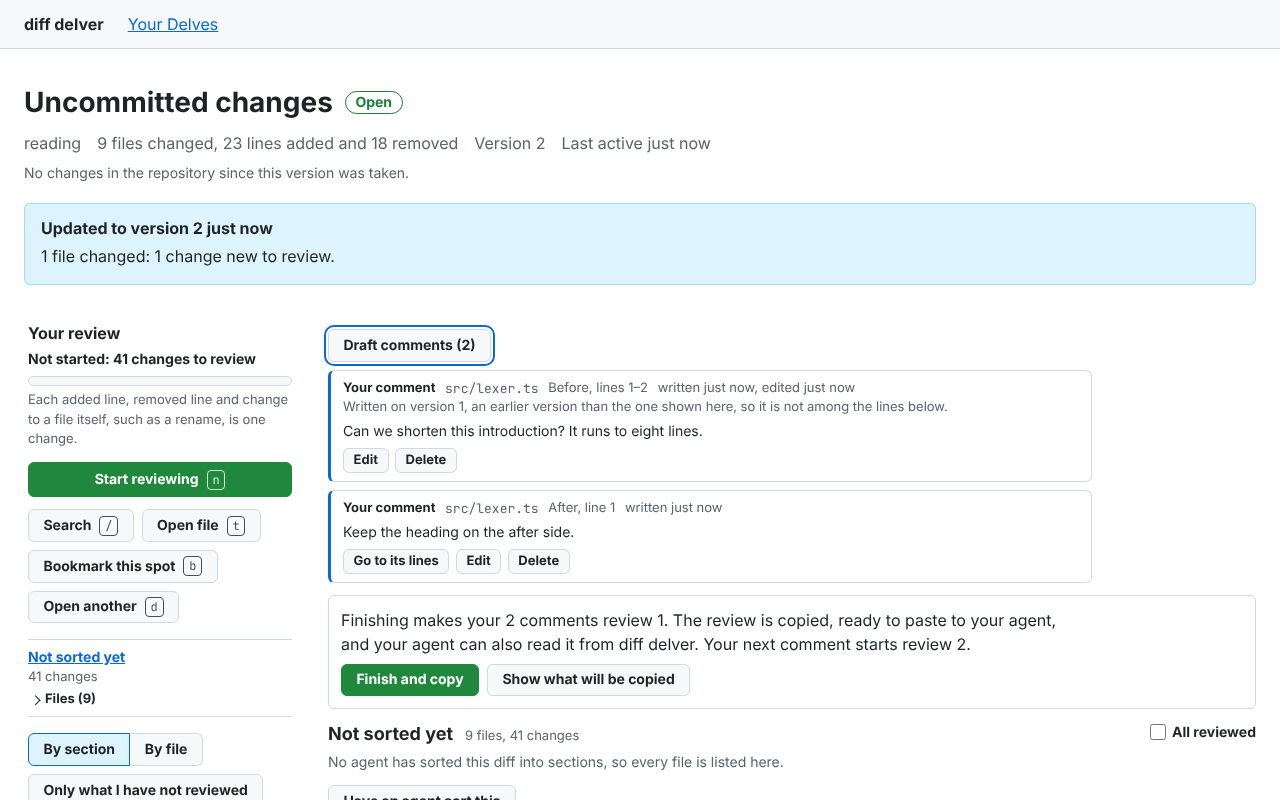 diff delver Your Delves
Uncommitted changes Open
reading 9 files changed, 23 lines added and 18 removed Version 2 Last active just now
No changes in the repository since this version was taken.
Updated to version 2 just now
1 file changed: 1 change new to review.
Your review
Not started: 41 changes to review
Each added line, removed line and change
to a file itself, such as a rename, is one
change.
Start reviewing n
Search / Open file t
Bookmark this spot b
Open another d
Not sorted yet
41 changes
Files (9)
By section By file
Only what I have not reviewed
Draft comments (2)
Your comment src/lexer.ts Before, lines 1–2 written just now, edited just now
Written on version 1, an earlier version than the one shown here, so it is not among the lines below.
Can we shorten this introduction? It runs to eight lines.
Edit Delete
Your comment src/lexer.ts After, line 1 written just now
Keep the heading on the after side.
Go to its lines Edit Delete
Finishing makes your 2 comments review 1. The review is copied, ready to paste to your agent,
and your agent can also read it from diff delver. Your next comment starts review 2.
Finish and copy Show what will be copied
Not sorted yet 9 files, 41 changes All reviewed
No agent has sorted this diff into sections, so every file is listed here.
Have an agent sort this